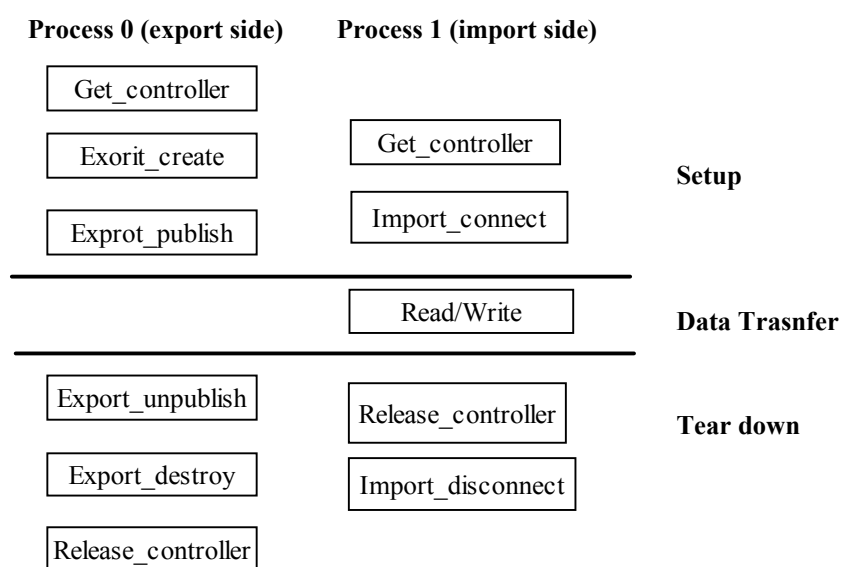 Process 0 (export side) Process 1 (import side)
Get_controller
Get_controller
Exorit_create
Setup
Import_connect
Exprot_publish
Read/Write
Data Trasnfer
Export_unpublish
Release_controller
Tear down
Export_destroy
Import_disconnect
Release_controller